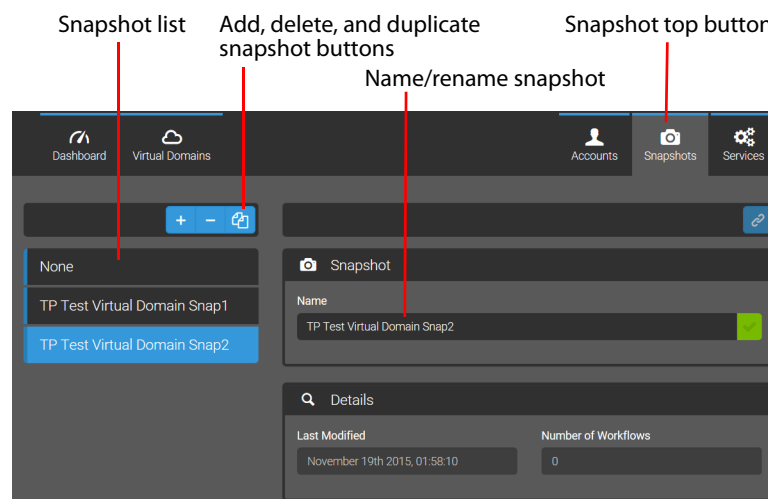 Snapshot list
Add, delete, and duplicate
snapshot buttons
Snapshot top button
Name/rename snapshot
Dashboard
Virtual Domains
Accounts
Snapshots
Services
None
TP Test Virtual Domain Snap1
TP Test Virtual Domain Snap2
Snapshot
Name
TP Test Virtual Domain Snap2
Details
Last Modified
Number of Workflows
November 19th 2015, 01:58:10
0